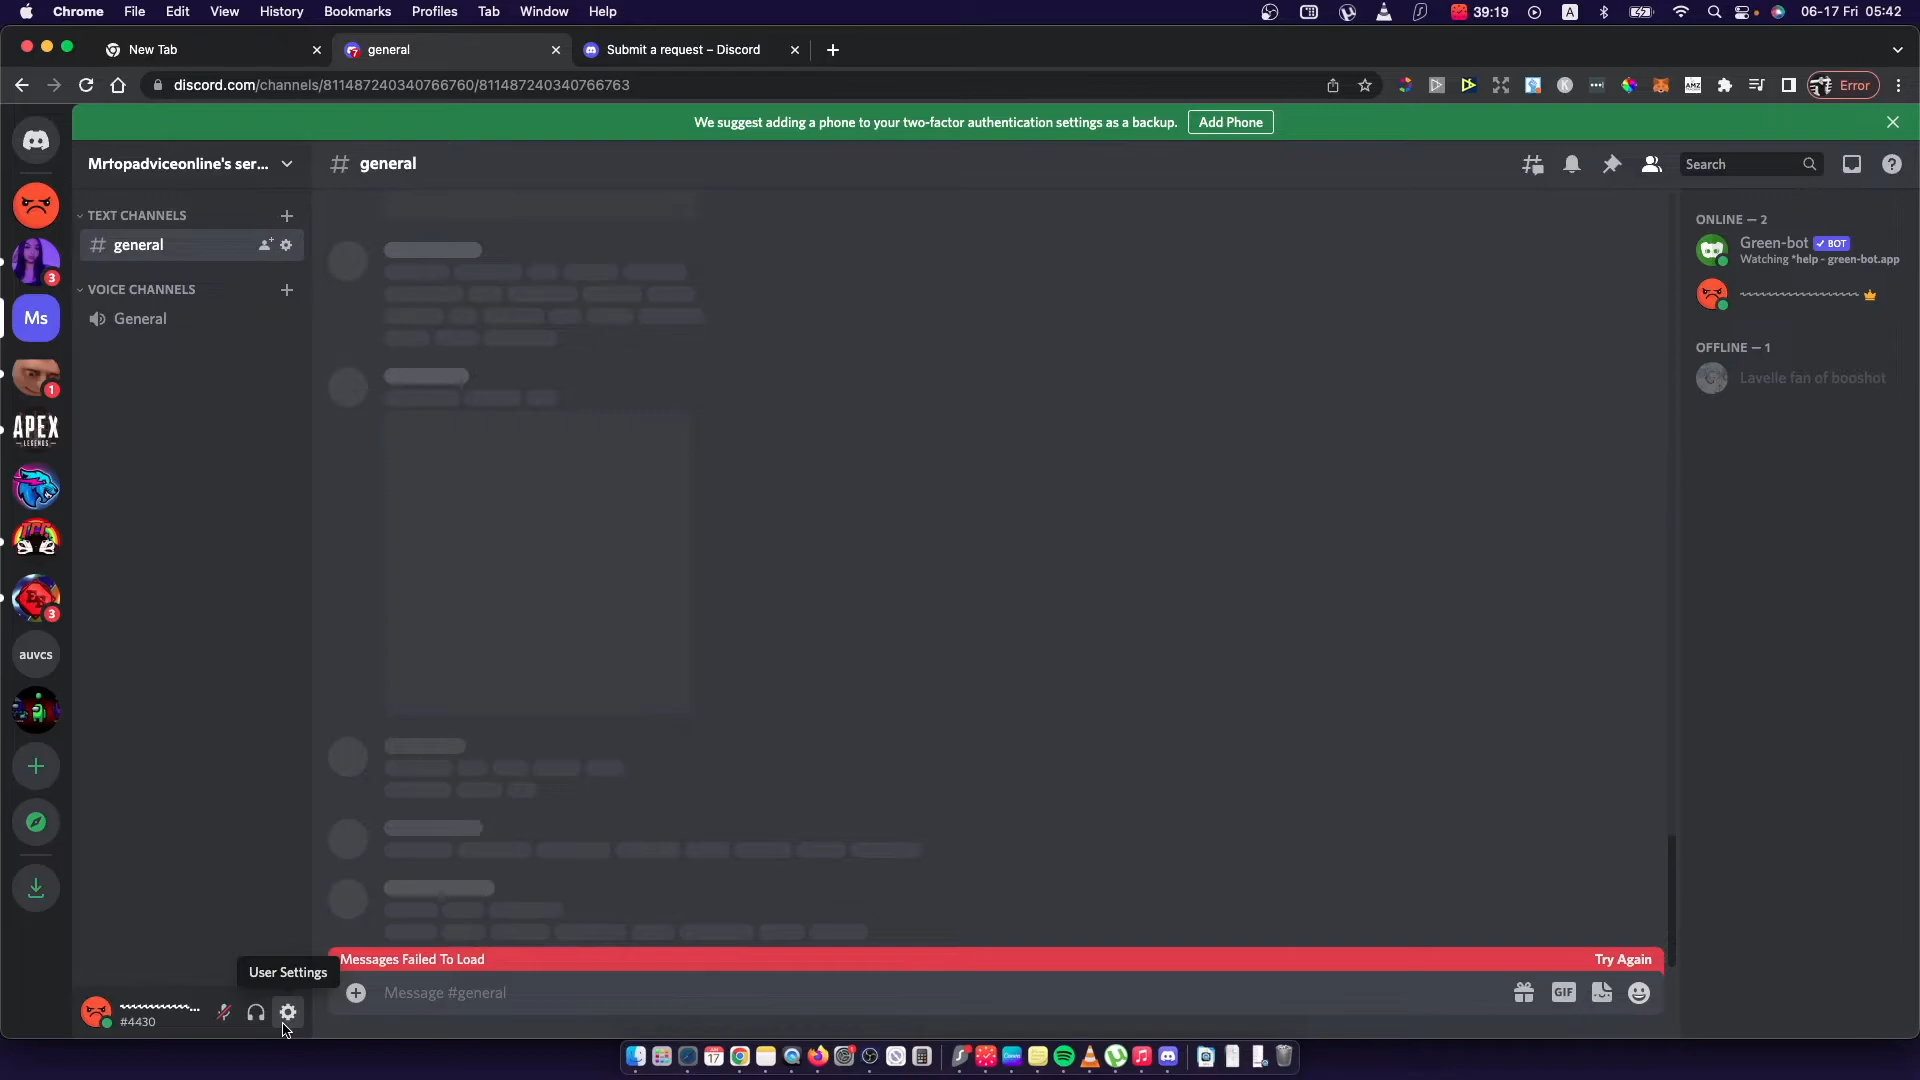 Chrome File Edit View History Bookmarks Profiles Tab Window Help 39:19 A 06-17 Fri 05:42
New Tab general Submit a request – Discord
discord.com/channels/811487240340766760/811487240340766763 Error
We suggest adding a phone to your two-factor authentication settings as a backup. Add Phone
Mrtopadviceonline's ser... general Search
TEXT CHANNELS
general
VOICE CHANNELS
General
3
Ms
1
APEX
LEGENDS
3
auvcs
ONLINE — 2
Green-bot BOT
Watching *help - green-bot.app
OFFLINE — 1
Lavelle fan of booshot
Messages Failed To Load Try Again
User Settings
Message #general GIF
#4430
17